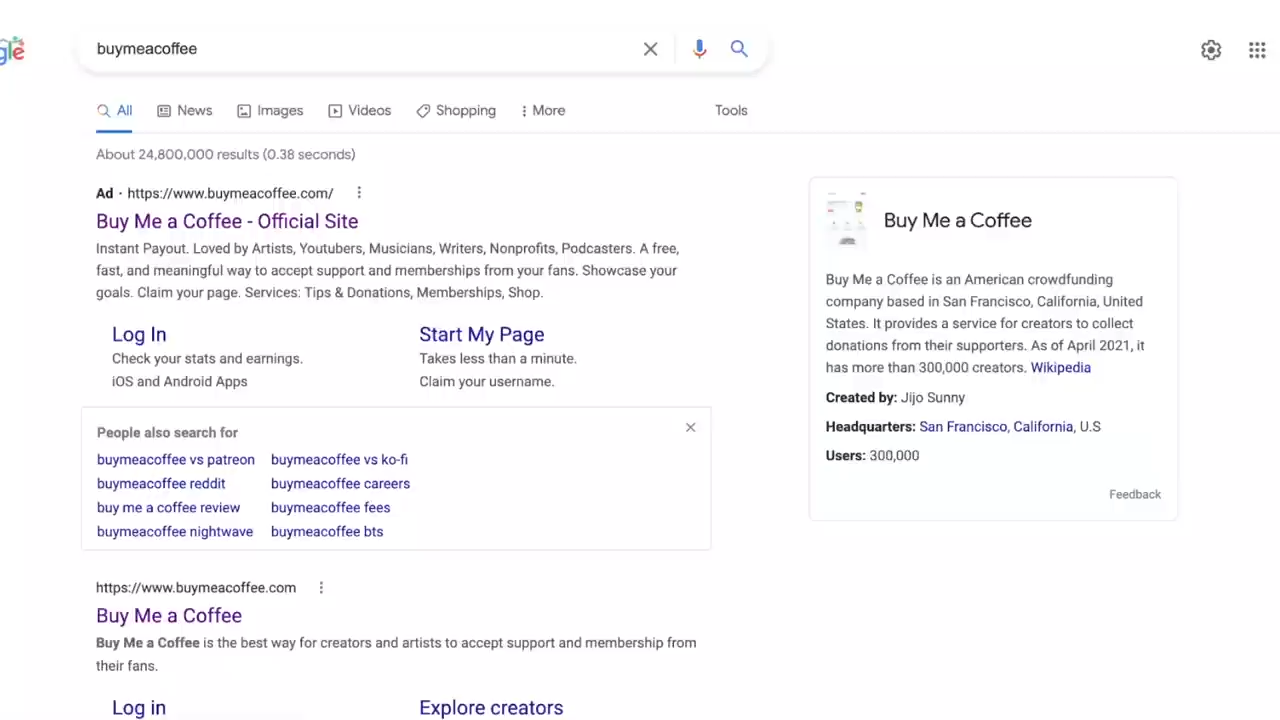 gle
buymeacoffee
All News Images Videos Shopping More Tools
About 24,800,000 results (0.38 seconds)
Ad · https://www.buymeacoffee.com/
Buy Me a Coffee - Official Site
Instant Payout. Loved by Artists, Youtubers, Musicians, Writers, Nonprofits, Podcasters. A free,
fast, and meaningful way to accept support and memberships from your fans. Showcase your
goals. Claim your page. Services: Tips & Donations, Memberships, Shop.
Log In
Check your stats and earnings.
iOS and Android Apps
Start My Page
Takes less than a minute.
Claim your username.
People also search for
buymeacoffee vs patreon buymeacoffee vs ko-fi
buymeacoffee reddit buymeacoffee careers
buy me a coffee review buymeacoffee fees
buymeacoffee nightwave buymeacoffee bts
https://www.buymeacoffee.com
Buy Me a Coffee
Buy Me a Coffee is the best way for creators and artists to accept support and membership from
their fans.
Log in Explore creators
Buy Me a Coffee
Buy Me a Coffee is an American crowdfunding
company based in San Francisco, California, United
States. It provides a service for creators to collect
donations from their supporters. As of April 2021, it
has more than 300,000 creators. Wikipedia
Created by: Jijo Sunny
Headquarters: San Francisco, California, U.S
Users: 300,000
Feedback